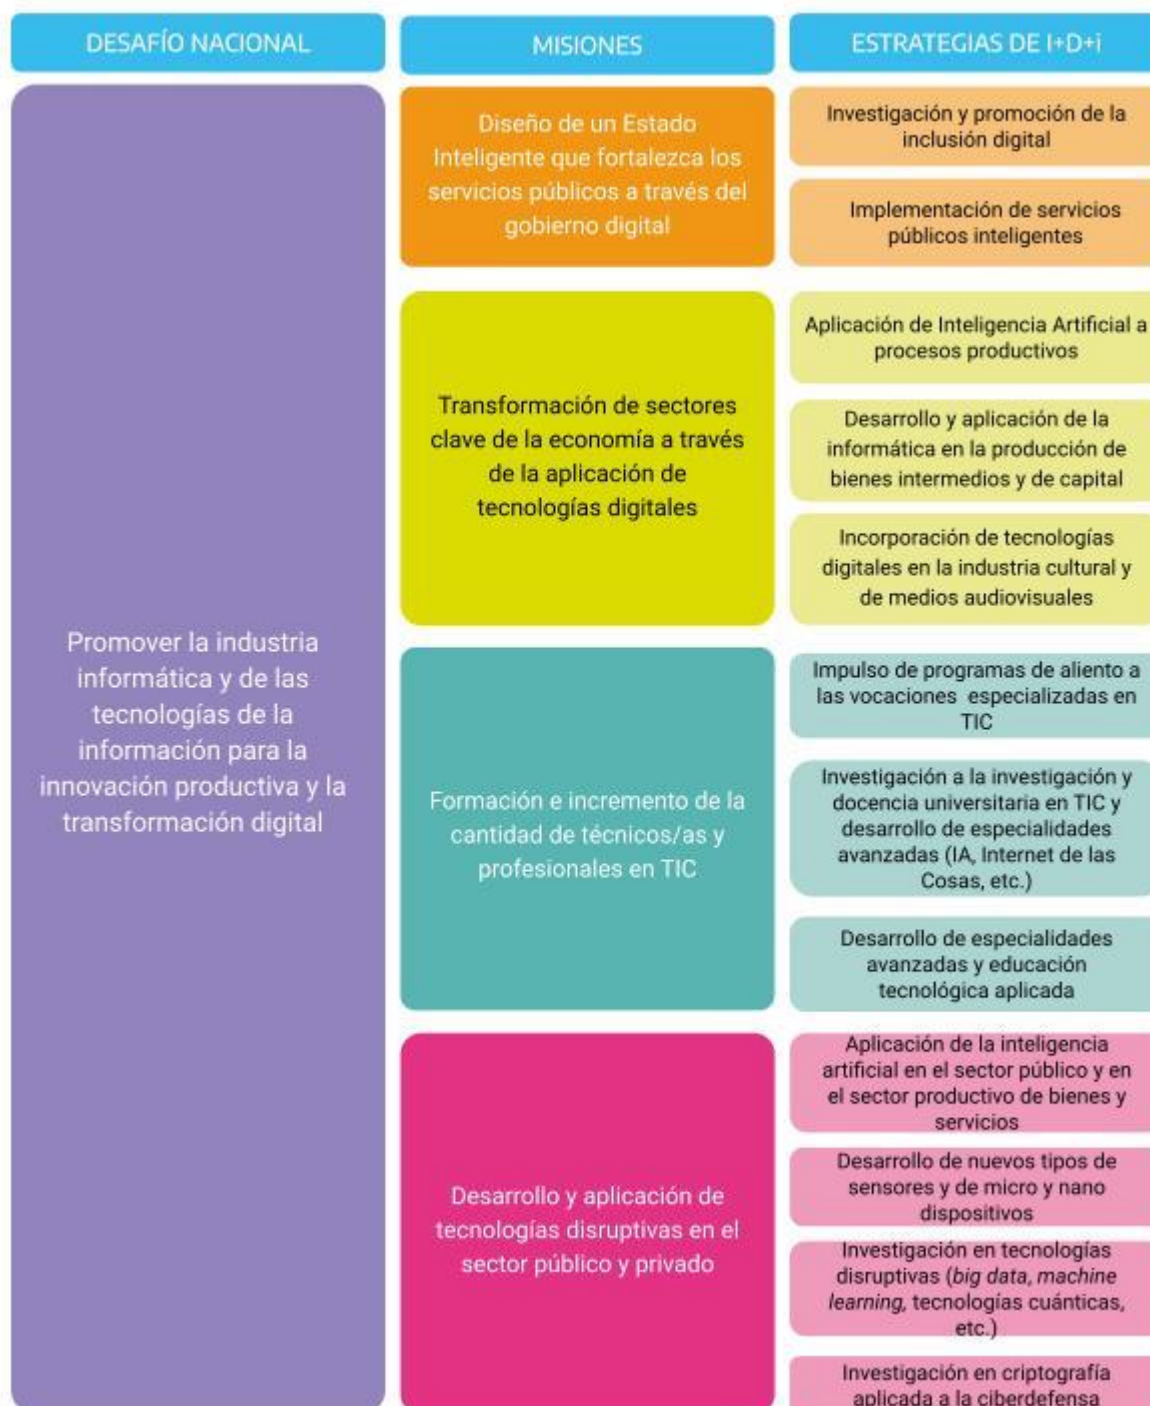 DESAFÍO NACIONAL
MISIONES
ESTRATEGIAS DE I+D+i
Promover la industria
informática y de las
tecnologías de la
información para la
innovación productiva y la
transformación digital
Diseño de un Estado
Inteligente que fortalezca los
servicios públicos a través del
gobierno digital
Investigación y promoción de la
inclusión digital
Implementación de servicios
públicos inteligentes
Transformación de sectores
clave de la economía a través
de la aplicación de
tecnologías digitales
Aplicación de Inteligencia Artificial a
procesos productivos
Desarrollo y aplicación de la
informática en la producción de
bienes intermedios y de capital
Incorporación de tecnologías
digitales en la industria cultural y
de medios audiovisuales
Formación e incremento de la
cantidad de técnicos/as y
profesionales en TIC
Impulso de programas de aliento a
las vocaciones especializadas en
TIC
Investigación a la investigación y
docencia universitaria en TIC y
desarrollo de especialidades
avanzadas (IA, Internet de las
Cosas, etc.)
Desarrollo de especialidades
avanzadas y educación
tecnológica aplicada
Desarrollo y aplicación de
tecnologías disruptivas en el
sector público y privado
Aplicación de la inteligencia
artificial en el sector público y en
el sector productivo de bienes y
servicios
Desarrollo de nuevos tipos de
sensores y de micro y nano
dispositivos
Investigación en tecnologías
disruptivas (big data, machine
learning, tecnologías cuánticas,
etc.)
Investigación en criptografía
aplicada a la ciberdefensa